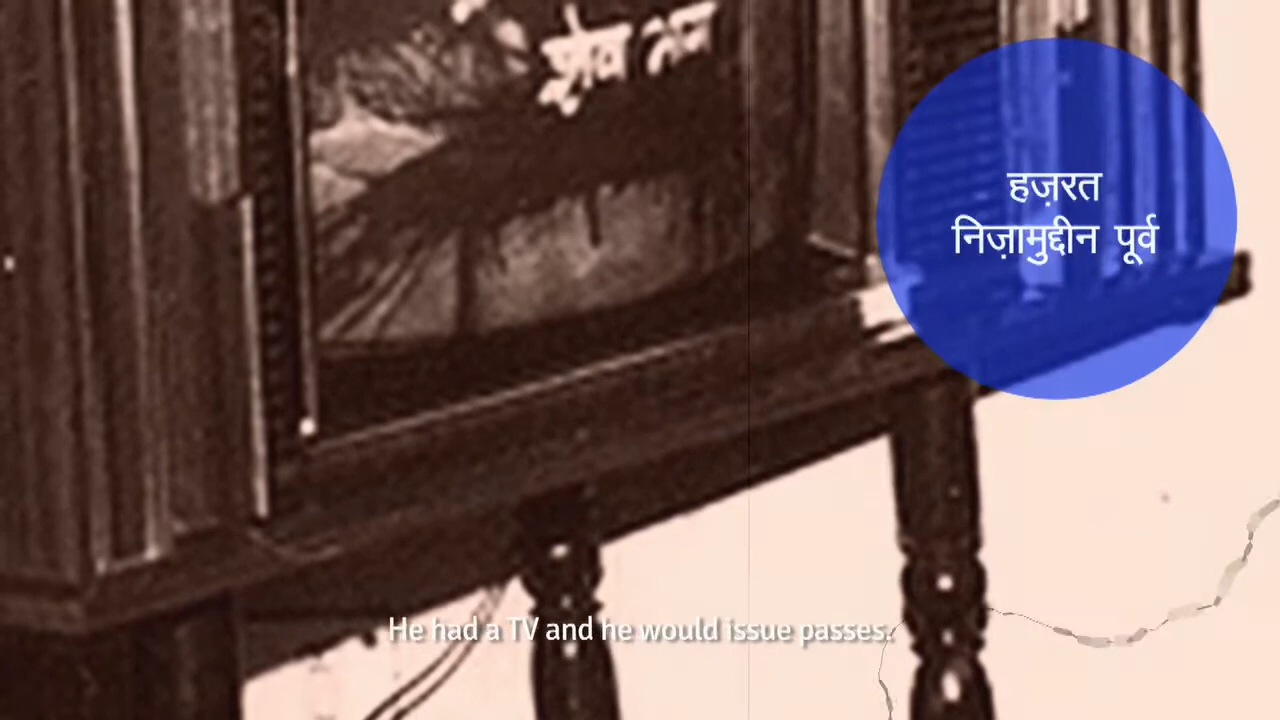 हज़रत
निज़ामुद्दीन पूर्व
He had a TV and he would issue passes.